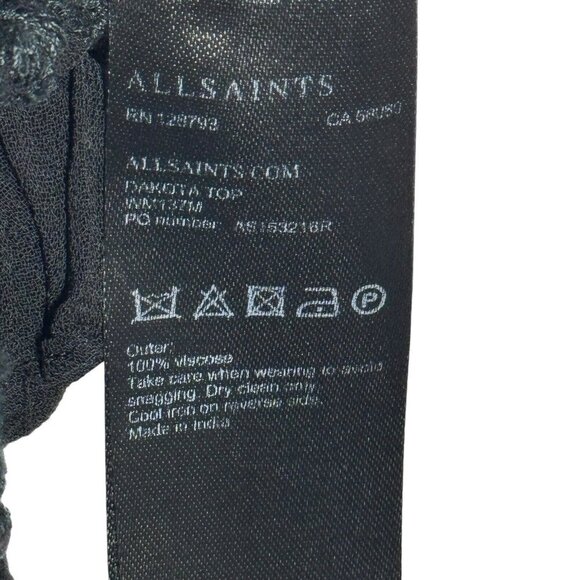 ALLSAINTS
RN 128793 CA 58080
ALLSAINTS.COM
DAKOTA TOP
WM137M
PO number: AS153216R
P
Outer:
100% viscose
Take care when wearing to avoid
snagging. Dry clean only.
Cool iron on reverse side.
Made in India